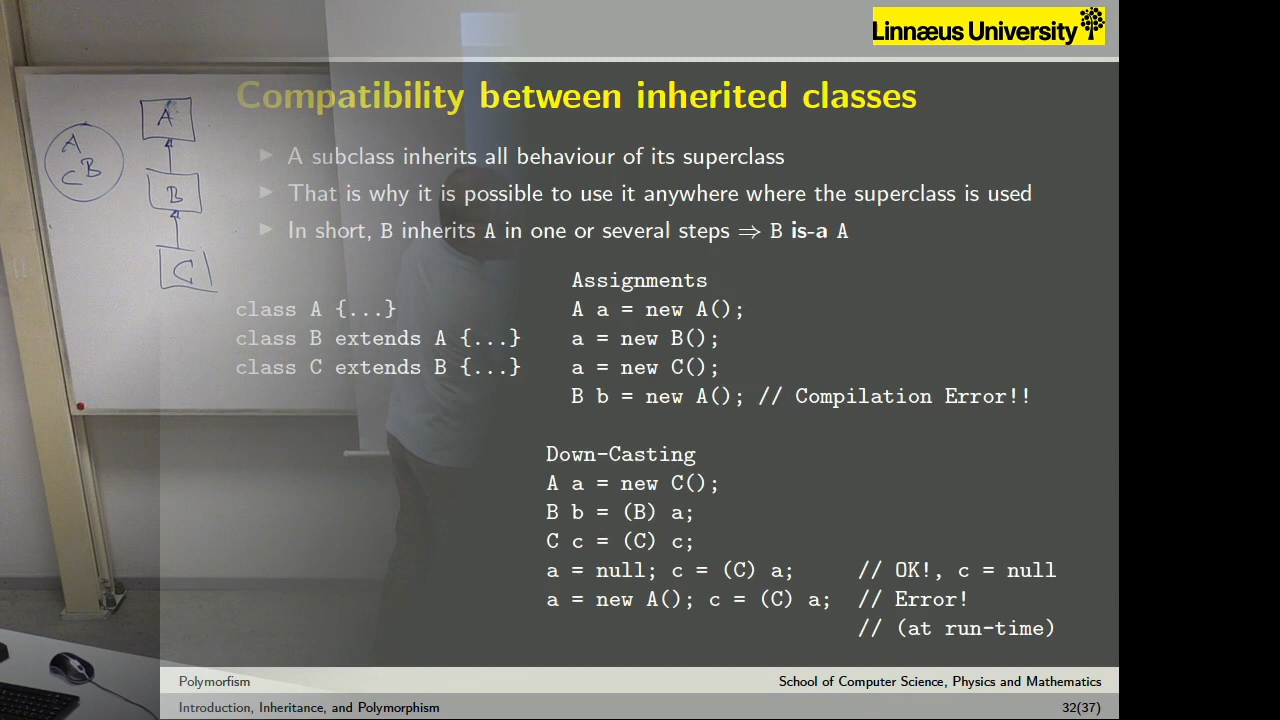 Linnæus University
Compatibility between inherited classes
A subclass inherits all behaviour of its superclass
That is why it is possible to use it anywhere where the superclass is used
In short, B inherits A in one or several steps ⇒ B is-a A
class A {...}
class B extends A {...}
class C extends B {...}
Assignments
A a = new A();
a = new B();
a = new C();
B b = new A(); // Compilation Error!!
Down-Casting
A a = new C();
B b = (B) a;
C c = (C) c;
a = null; c = (C) a; // OK!, c = null
a = new A(); c = (C) a; // Error!
// (at run-time)
A
B
C
A
B
C
Polymorfism
School of Computer Science, Physics and Mathematics
Introduction, Inheritance, and Polymorphism
32(37)